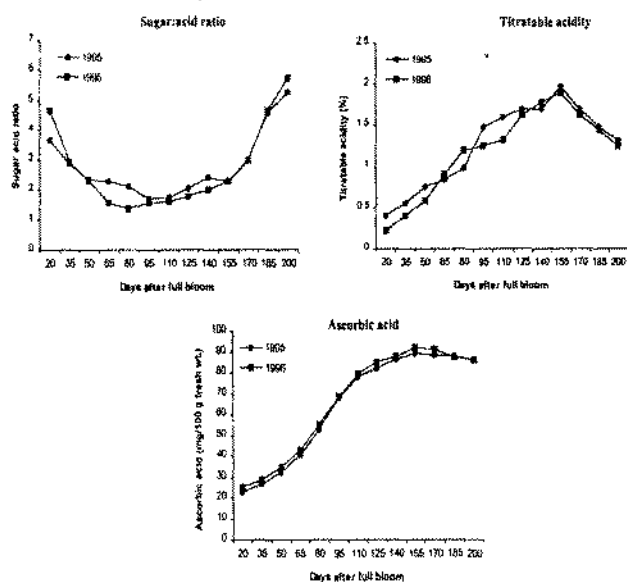 Sugar:acid ratio
7
6
5
4
3
2
1
0
Sugar acid ratio
1995
1996
20 35 50 65 80 95 110 125 140 155 170 185 200
Days after full bloom
Titratable acidity
2.5
2
1.5
1
0.5
0
Titratable acidity (%)
1995
1996
20 35 50 65 80 95 110 125 140 155 170 185 200
Days after full bloom
Ascorbic acid
100
90
80
70
60
50
40
30
20
10
0
Ascorbic acid (mg/100 g fresh wt.)
1995
1996
20 35 50 65 80 95 110 125 140 155 170 185 200
Days after full bloom